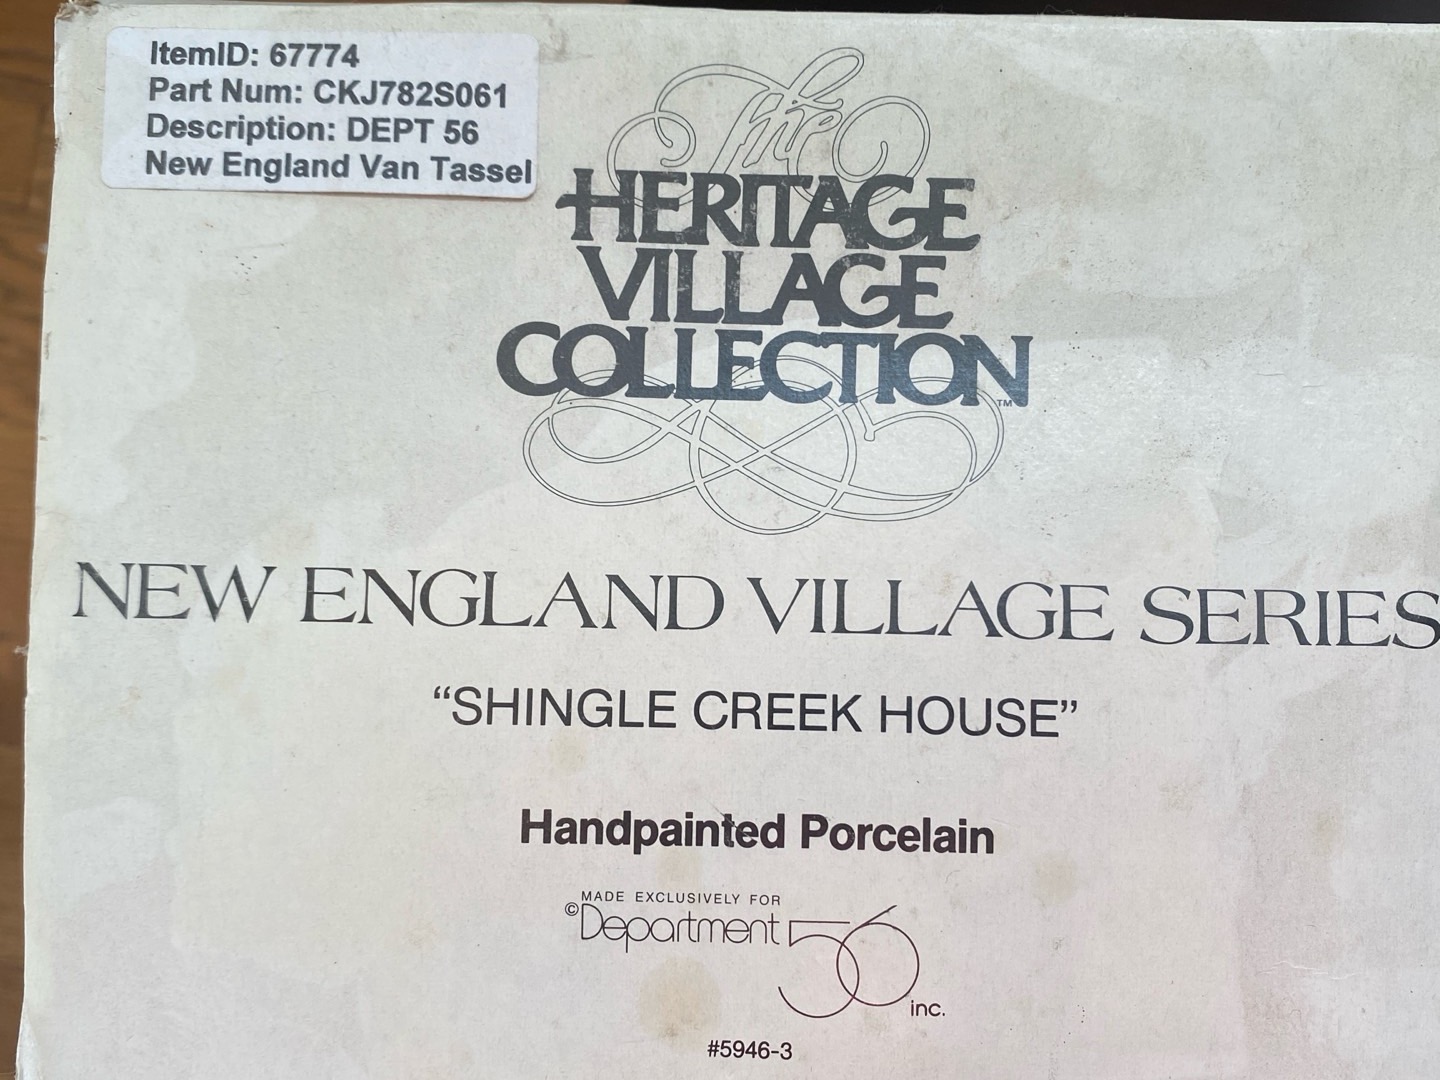 ItemID: 67774
Part Num: CKJ782S061
Description: DEPT 56
New England Van Tassel
The
HERITAGE
VILLAGE
COLLECTION™
NEW ENGLAND VILLAGE SERIES
“SHINGLE CREEK HOUSE”
Handpainted Porcelain
MADE EXCLUSIVELY FOR
©Department 56 inc.
#5946-3